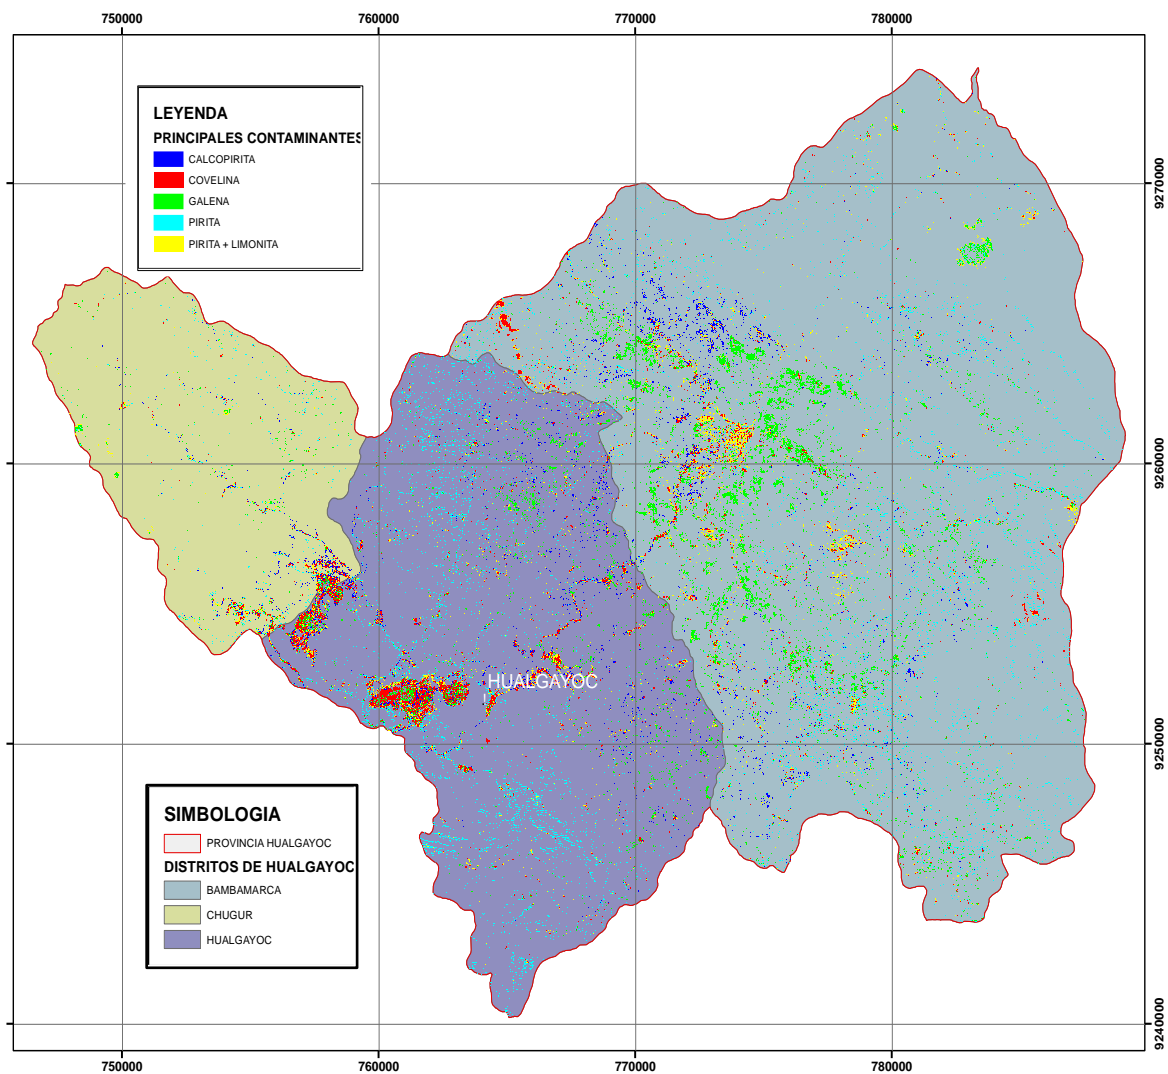 750000
760000
770000
780000
LEYENDA
PRINCIPALES CONTAMINANTES
CALCOPIRITA
COVELINA
GALENA
PIRITA
PIRITA + LIMONITA
9270000
9260000
HUALGAYOC
9250000
SIMBOLOGIA
PROVINCIA HUALGAYOC
DISTRITOS DE HUALGAYOC
BAMBAMARCA
CHUGUR
HUALGAYOC
9240000
750000
760000
770000
780000